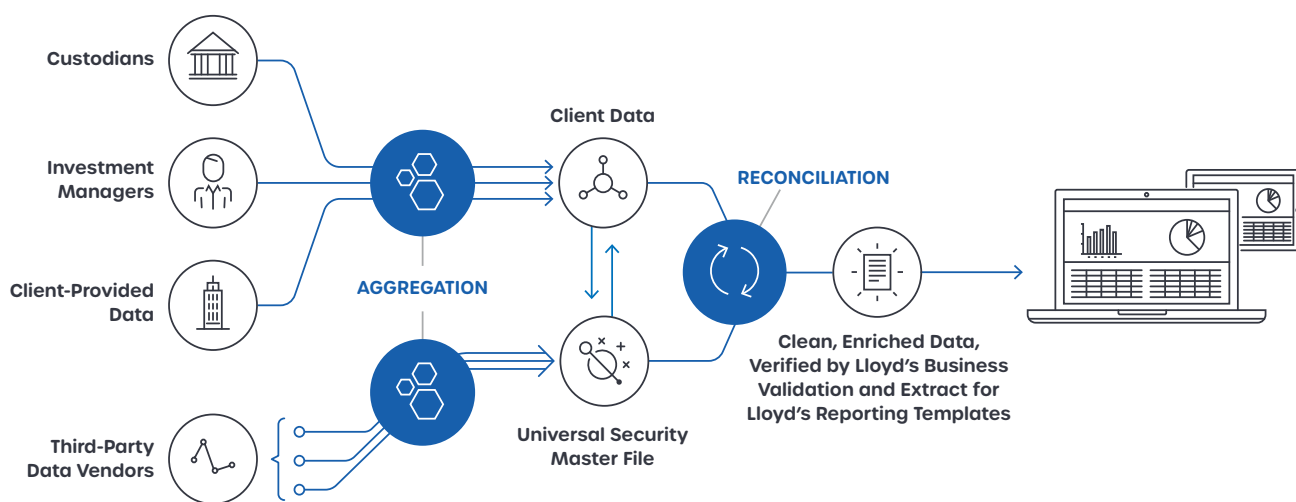 Custodians
Investment
Managers
Client-Provided
Data
Third-Party
Data Vendors
AGGREGATION
Client Data
Universal Security
Master File
RECONCILIATION
Clean, Enriched Data,
Verified by Lloyd’s Business
Validation and Extract for
Lloyd’s Reporting Templates